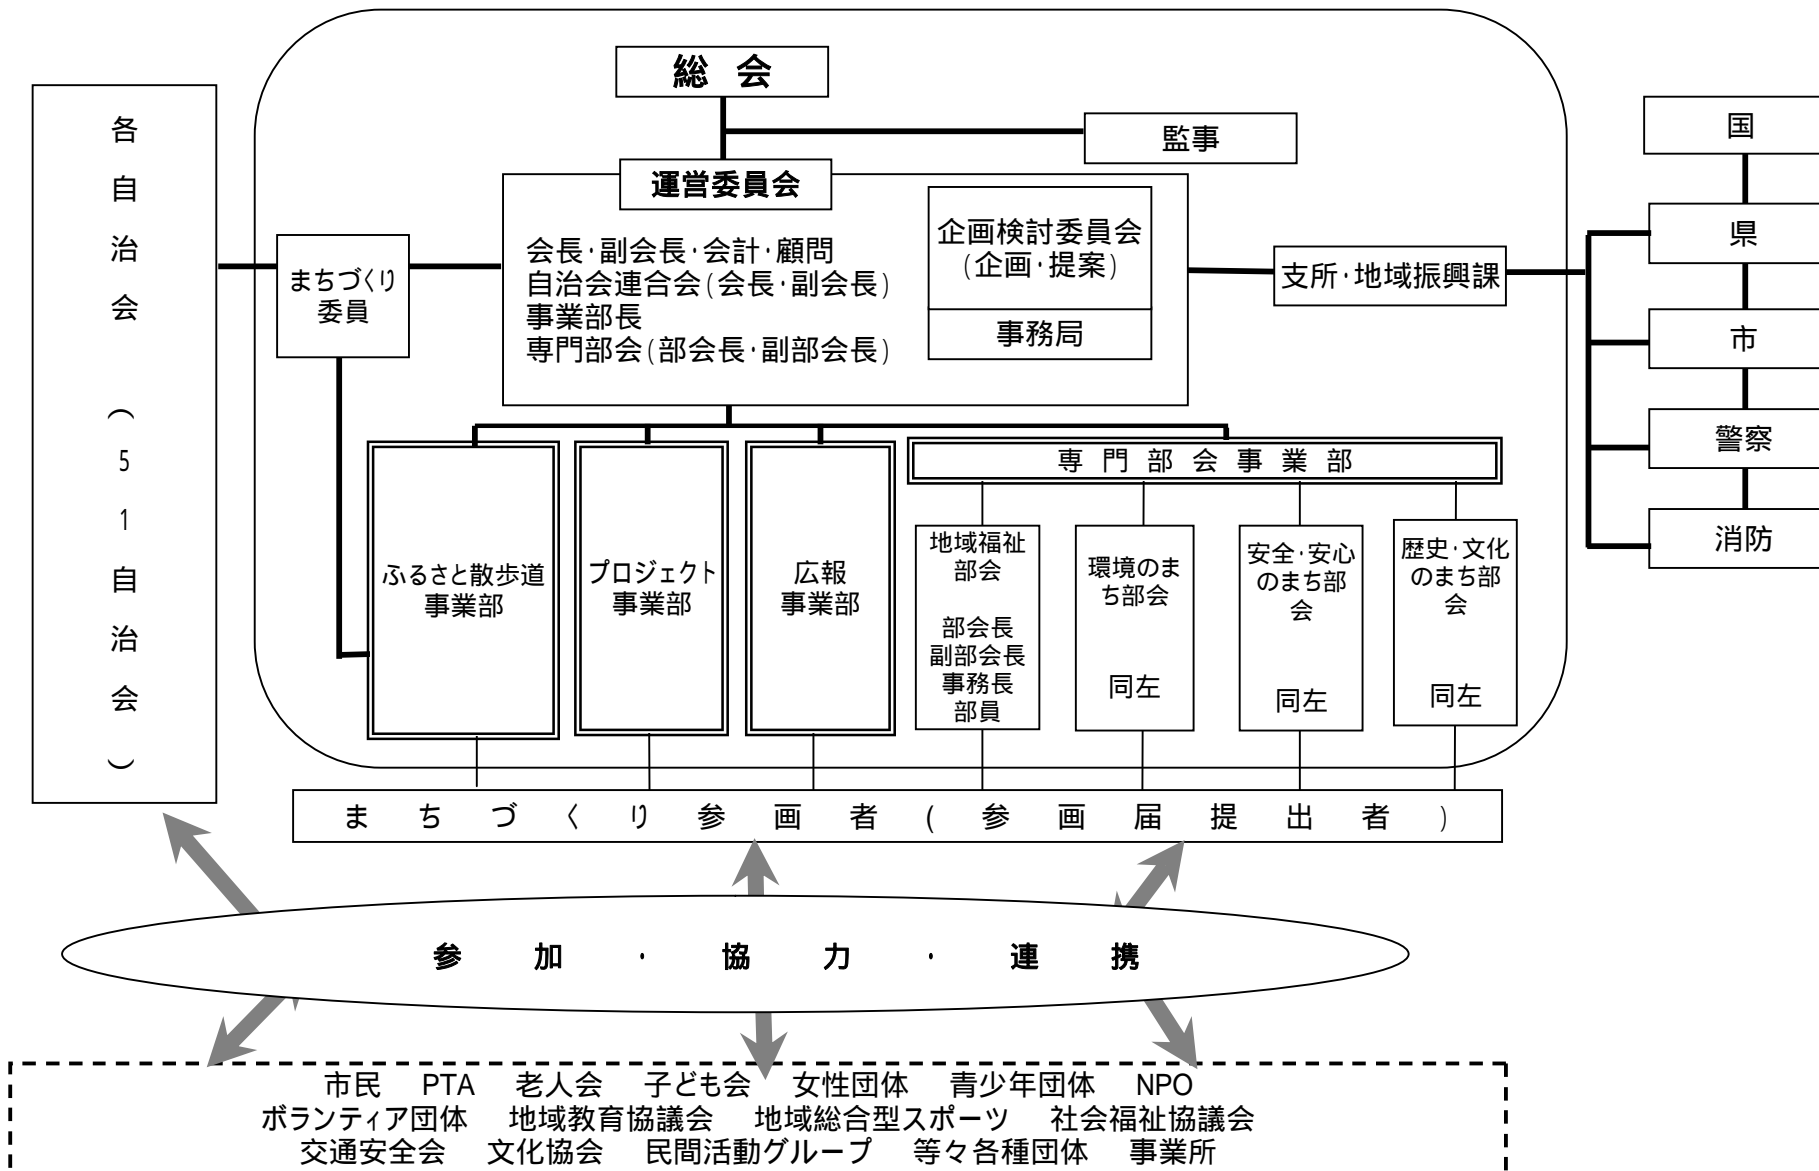 総 会
監事
各自治会（51自治会）
運営委員会
まちづくり
委員
会長・副会長・会計・顧問
自治会連合会(会長・副会長)
事業部長
専門部会(部会長・副部会長)
企画検討委員会
(企画・提案)
事務局
支所・地域振興課
国
県
市
警察
消防
ふるさと散歩道
事業部
プロジェクト
事業部
広報
事業部
専門部会事業部
地域福祉
部会
部会長
副部会長
事務長
部員
環境のま
ち部会
同左
安全・安心
のまち部
会
同左
歴史・文化
のまち部
会
同左
まちづくり参画者(参画届提出者)
参加・協力・連携
市民 PTA 老人会 子ども会 女性団体 青少年団体 NPO
ボランティア団体 地域教育協議会 地域総合型スポーツ 社会福祉協議会
交通安全会 文化協会 民間活動グループ 等々各種団体 事業所